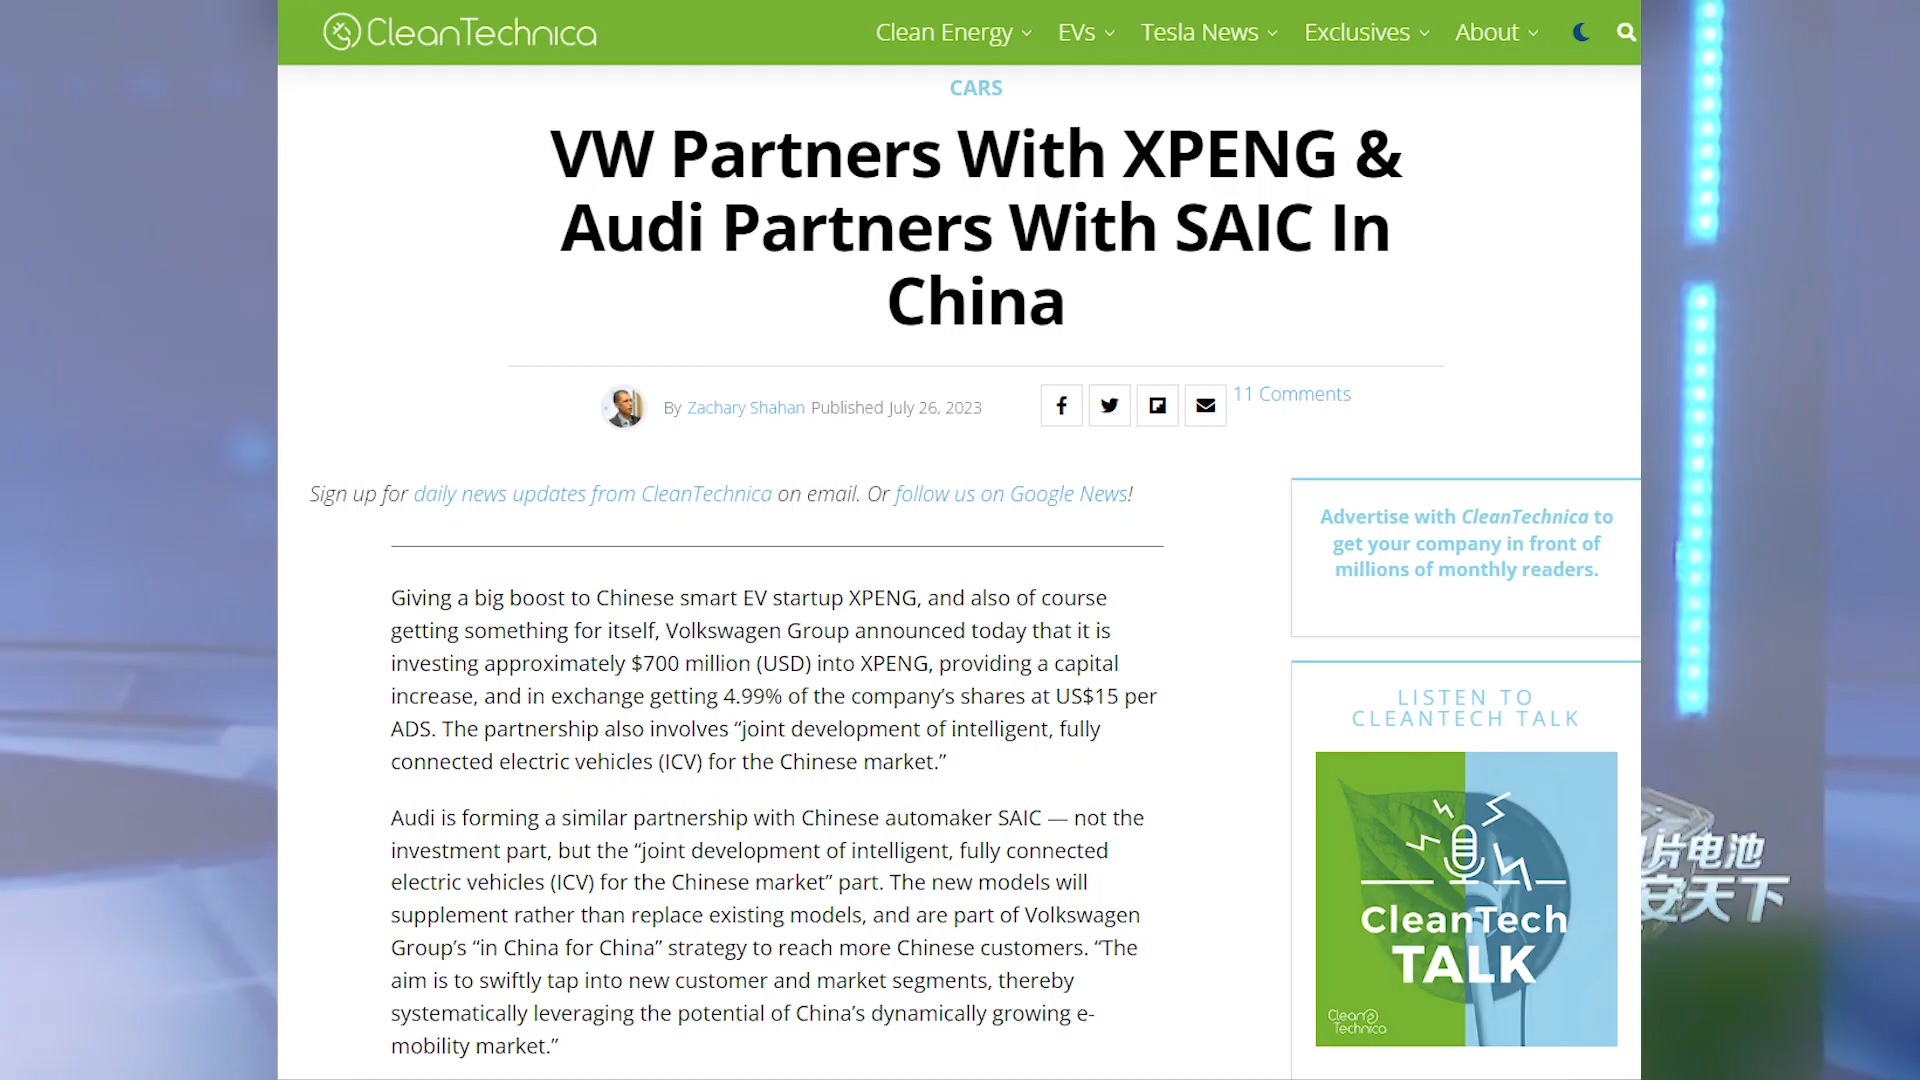 CleanTechnica
Clean Energy EVs Tesla News Exclusives About
CARS
VW Partners With XPENG &
Audi Partners With SAIC In
China
By Zachary Shahan Published July 26, 2023
11 Comments
Sign up for daily news updates from CleanTechnica on email. Or follow us on Google News!
Giving a big boost to Chinese smart EV startup XPENG, and also of course
getting something for itself, Volkswagen Group announced today that it is
investing approximately $700 million (USD) into XPENG, providing a capital
increase, and in exchange getting 4.99% of the company’s shares at US$15 per
ADS. The partnership also involves “joint development of intelligent, fully
connected electric vehicles (ICV) for the Chinese market.”
Audi is forming a similar partnership with Chinese automaker SAIC — not the
investment part, but the “joint development of intelligent, fully connected
electric vehicles (ICV) for the Chinese market” part. The new models will
supplement rather than replace existing models, and are part of Volkswagen
Group’s “in China for China” strategy to reach more Chinese customers. “The
aim is to swiftly tap into new customer and market segments, thereby
systematically leveraging the potential of China’s dynamically growing e-
mobility market.”
Advertise with CleanTechnica to
get your company in front of
millions of monthly readers.
LISTEN TO
CLEANTECH TALK
CleanTech
TALK
Clean
Technica
片电池
安天下